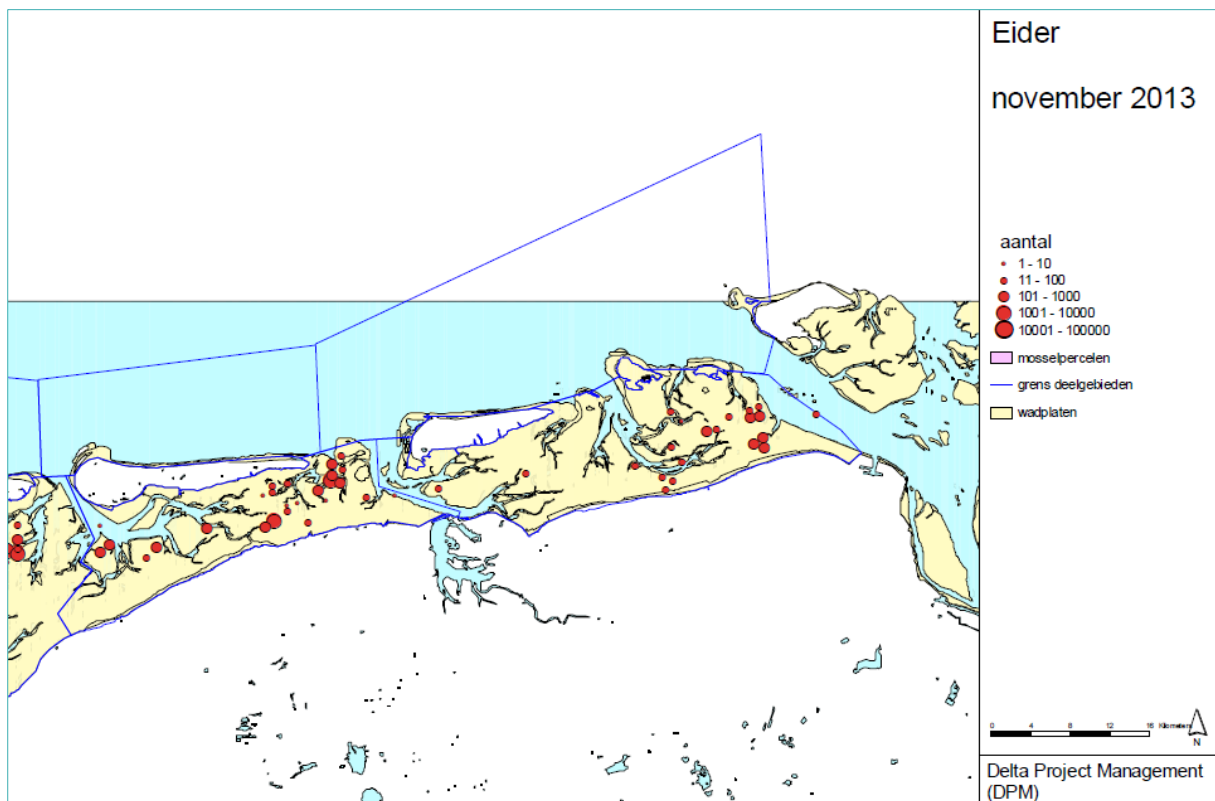 Eider
november 2013
aantal
1 - 10
11 - 100
101 - 1000
1001 - 10000
10001 - 100000
mosselpercelen
grens deelgebieden
wadplaten
0 4 8 12 16 Kilometers
N
Delta Project Management
(DPM)